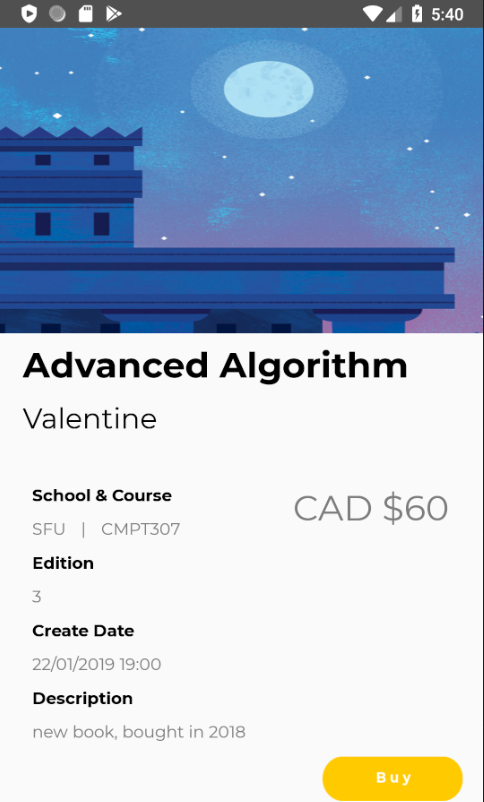 5:40
Advanced Algorithm
Valentine
School & Course
CAD $60
SFU | CMPT307
Edition
3
Create Date
22/01/2019 19:00
Description
new book, bought in 2018
Buy